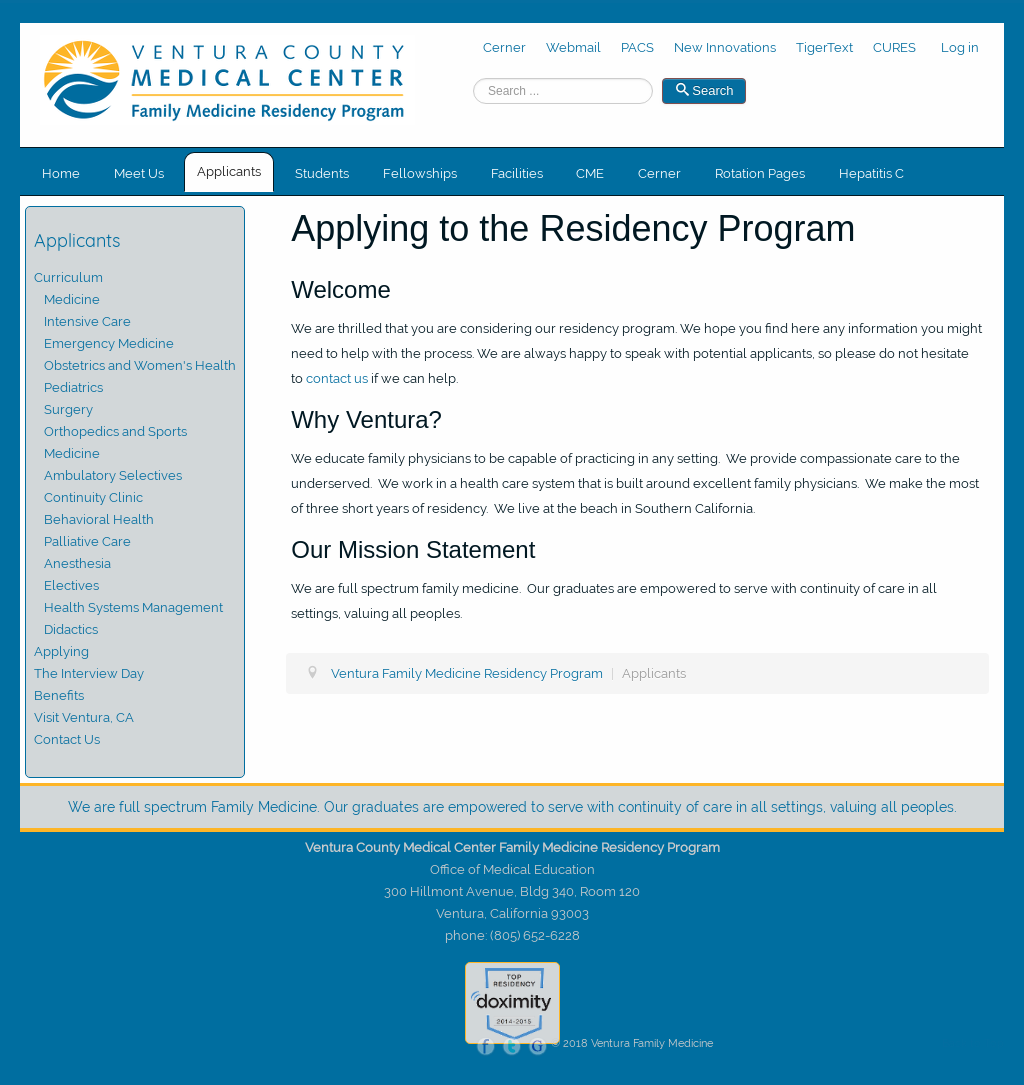 VENTURA COUNTY
MEDICAL CENTER
Family Medicine Residency Program
Cerner Webmail PACS New Innovations TigerText CURES Log in
Search ... Search
Home Meet Us Applicants Students Fellowships Facilities CME Cerner Rotation Pages Hepatitis C
Applicants
Curriculum
Medicine
Intensive Care
Emergency Medicine
Obstetrics and Women's Health
Pediatrics
Surgery
Orthopedics and Sports
Medicine
Ambulatory Selectives
Continuity Clinic
Behavioral Health
Palliative Care
Anesthesia
Electives
Health Systems Management
Didactics
Applying
The Interview Day
Benefits
Visit Ventura, CA
Contact Us
Applying to the Residency Program
Welcome
We are thrilled that you are considering our residency program. We hope you find here any information you might
need to help with the process. We are always happy to speak with potential applicants, so please do not hesitate
to contact us if we can help.
Why Ventura?
We educate family physicians to be capable of practicing in any setting.  We provide compassionate care to the
underserved.  We work in a health care system that is built around excellent family physicians.  We make the most
of three short years of residency.  We live at the beach in Southern California.
Our Mission Statement
We are full spectrum family medicine.  Our graduates are empowered to serve with continuity of care in all
settings, valuing all peoples.
Ventura Family Medicine Residency Program | Applicants
We are full spectrum Family Medicine. Our graduates are empowered to serve with continuity of care in all settings, valuing all peoples.
Ventura County Medical Center Family Medicine Residency Program
Office of Medical Education
300 Hillmont Avenue, Bldg 340, Room 120
Ventura, California 93003
phone: (805) 652-6228
TOP
RESIDENCY
doximity
2014-2015
f t G © 2018 Ventura Family Medicine